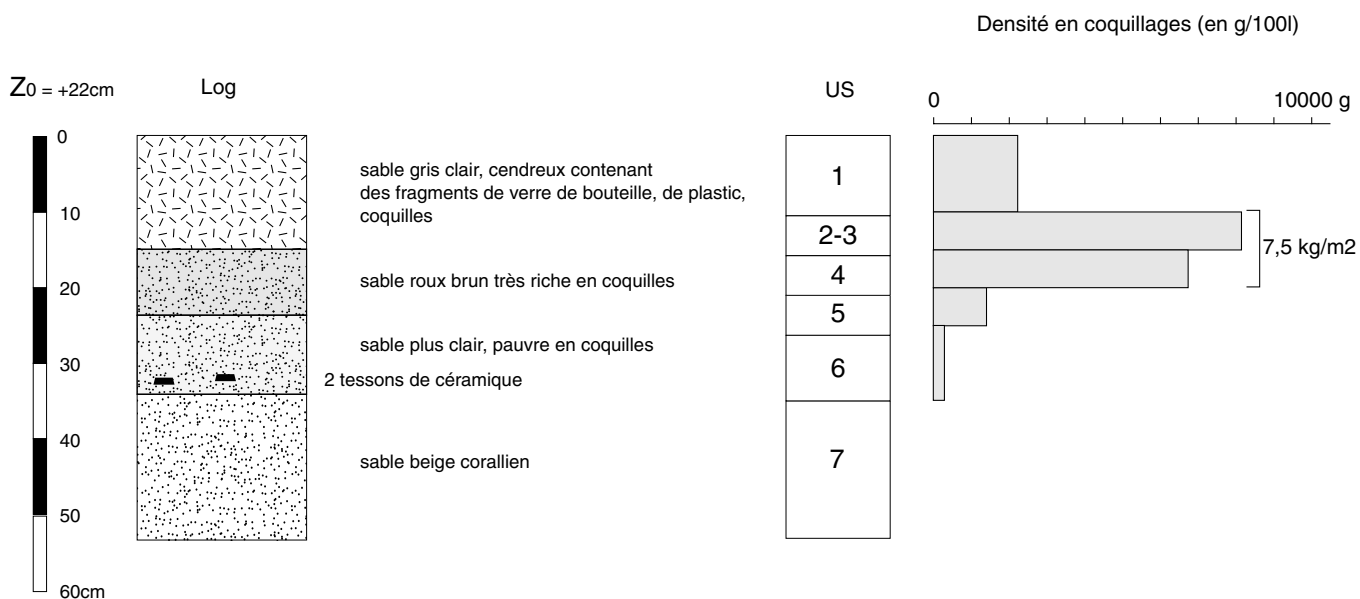 Densité en coquillages (en g/100l)
Z0 = +22cm
Log
US
0
10000 g
0
10
20
30
40
50
60cm
sable gris clair, cendreux contenant
des fragments de verre de bouteille, de plastic,
coquilles
sable roux brun très riche en coquilles
sable plus clair, pauvre en coquilles
2 tessons de céramique
sable beige corallien
1
2-3
4
5
6
7
7,5 kg/m2